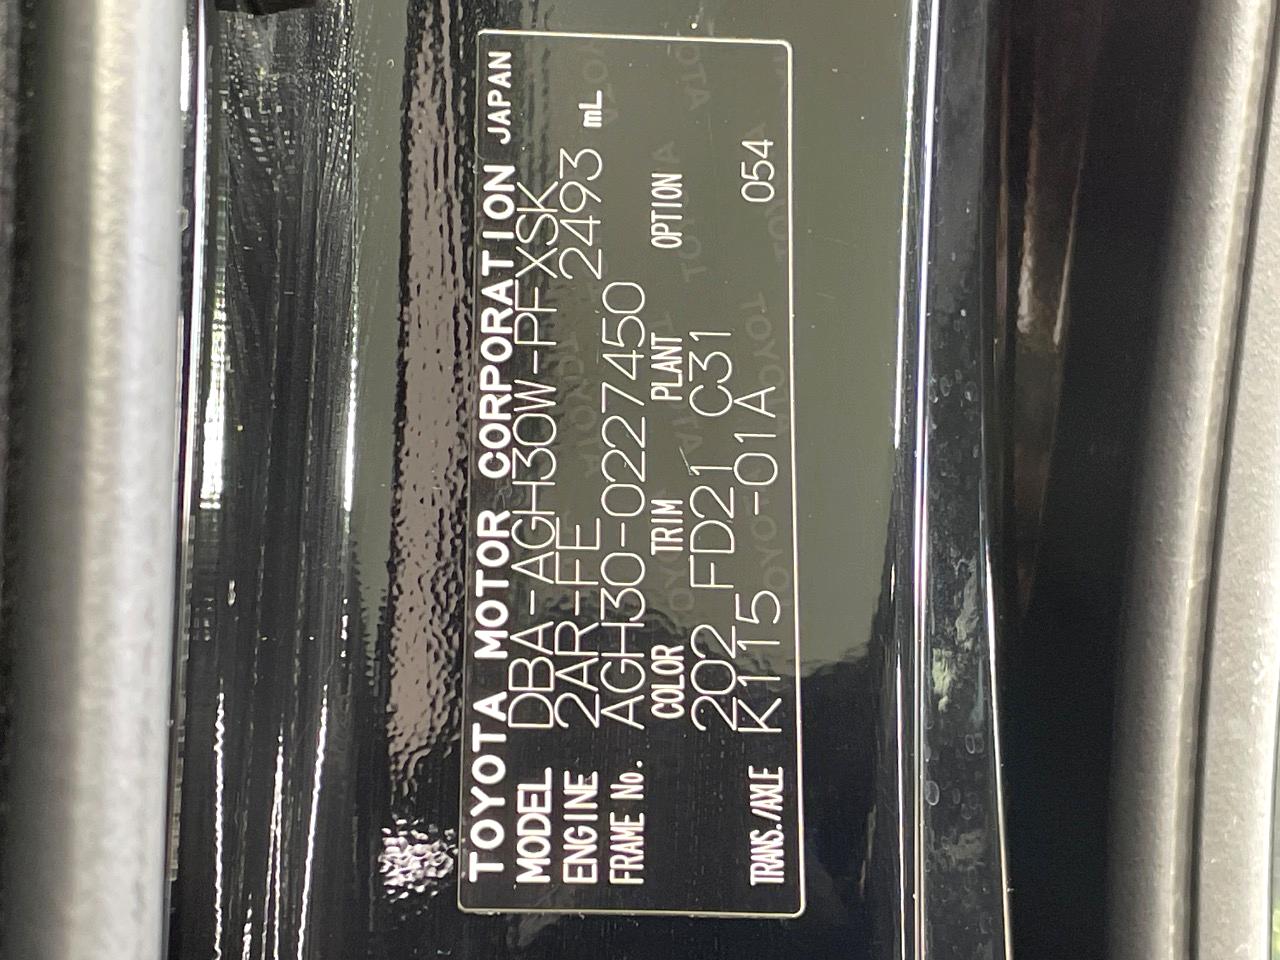 TOYOTA MOTOR CORPORATION JAPAN
MODEL DBA-AGH30W-PFXSK
ENGINE 2AR-FE 2493 mL
FRAME No. AGH30-0227450
COLOR TRIM PLANT OPTION
202 FD21 C31
TRANS./AXLE K115 -01A 054